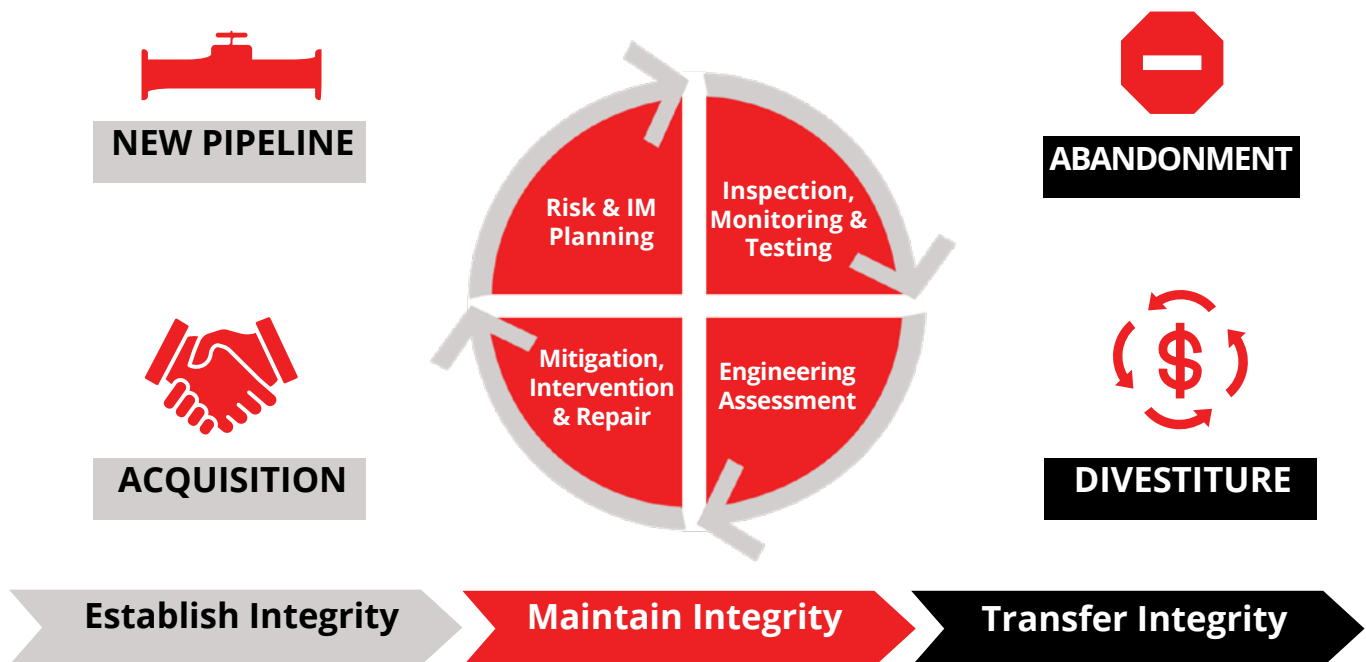 NEW PIPELINE
ACQUISITION
Risk & IM
Planning
Inspection,
Monitoring &
Testing
Mitigation,
Intervention
& Repair
Engineering
Assessment
ABANDONMENT
$
DIVESTITURE
Establish Integrity
Maintain Integrity
Transfer Integrity